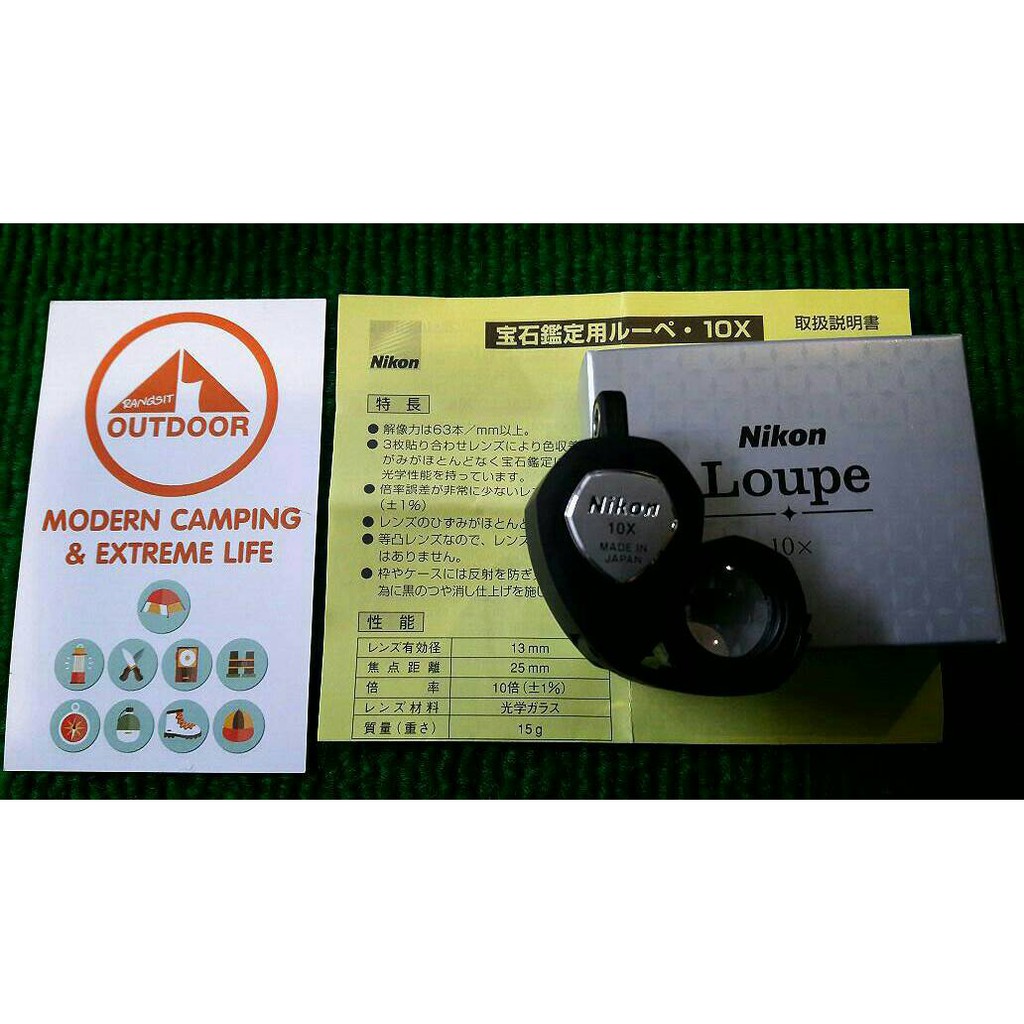 RANGSIT
OUTDOOR
MODERN CAMPING
& EXTREME LIFE
Nikon
宝石鑑定用ルーペ・10X
取扱説明書
特長
● 解像力は63本／mm以上。
● 3枚貼り合わせレンズにより色収
がみがほとんどなく宝石鑑定
光学性能を持っています。
● 倍率誤差が非常に少ないレン
(±1%)
● レンズのひずみがほとんど
● 等凸レンズなので、レンズ
はありません。
● 枠やケースには反射を防ぎ
為に黒のつや消し仕上げを施し
性能
レンズ有効径 13mm
焦点距離 25mm
倍率 10倍(±1%)
レンズ材料 光学ガラス
質量(重さ) 15g
Nikon
10X
MADE IN
JAPAN
Nikon
Loupe
10×